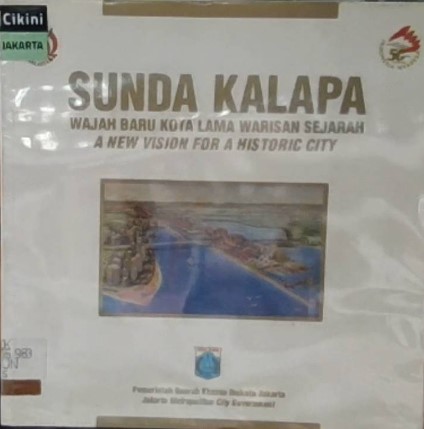 Cikini
JAKARTA
SUNDA KALAPA
WAJAH BARU KOTA LAMA WARISAN SEJARAH
A NEW VISION FOR A HISTORIC CITY
Pemerintah Daerah Khusus Ibukota Jakarta
Jakarta Metropolitan City Government